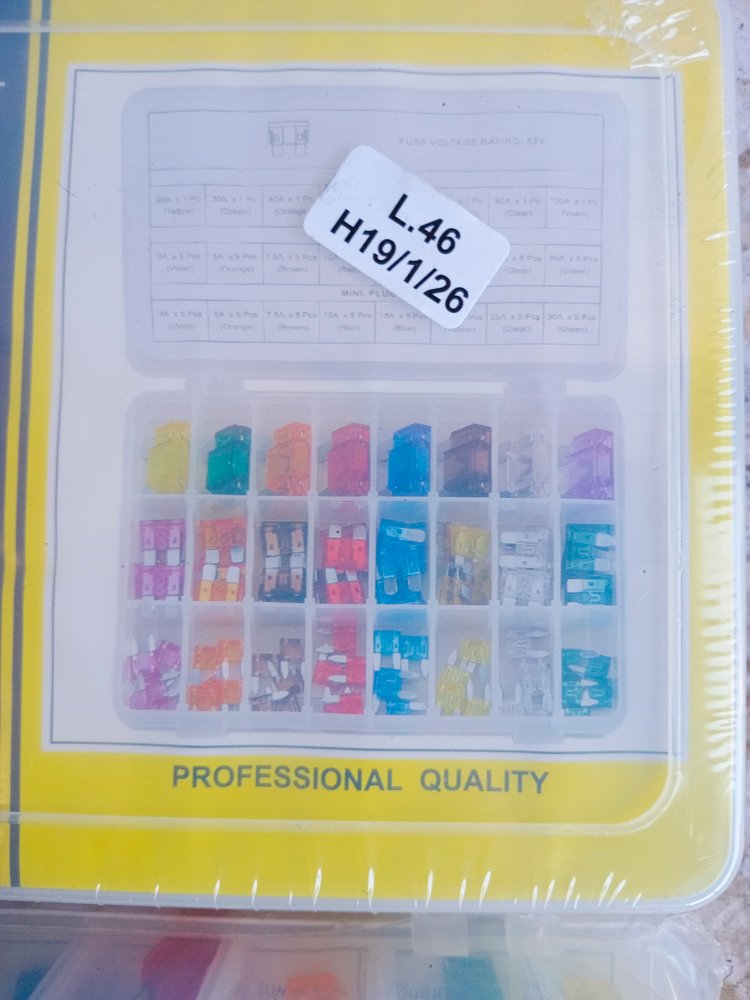 FUSE VOLTAGE RATING: 32V
20A x 1 Pc 30A x 1 Pc 40A x 1 Pc 80A x 1 Pc 100A x 1 Pc
(Yellow) (Green) (Orange) (Clear) (Violet)
L.46
H19/1/26
3A x 5 Pcs 5A x 5 Pcs 7.5A x 5 Pcs x 5 Pcs 30A x 5 Pcs
(Violet) (Orange) (Brown) (Clear) (Green)
MINI.
3A x 5 Pcs 5A x 5 Pcs 7.5A x 5 Pcs 10A x 5 Pcs 15A x 25A x 5 Pcs 30A x 5 Pcs
(Violet) (Orange) (Brown) (Red) (Blue) (Clear) (Green)
PROFESSIONAL QUALITY